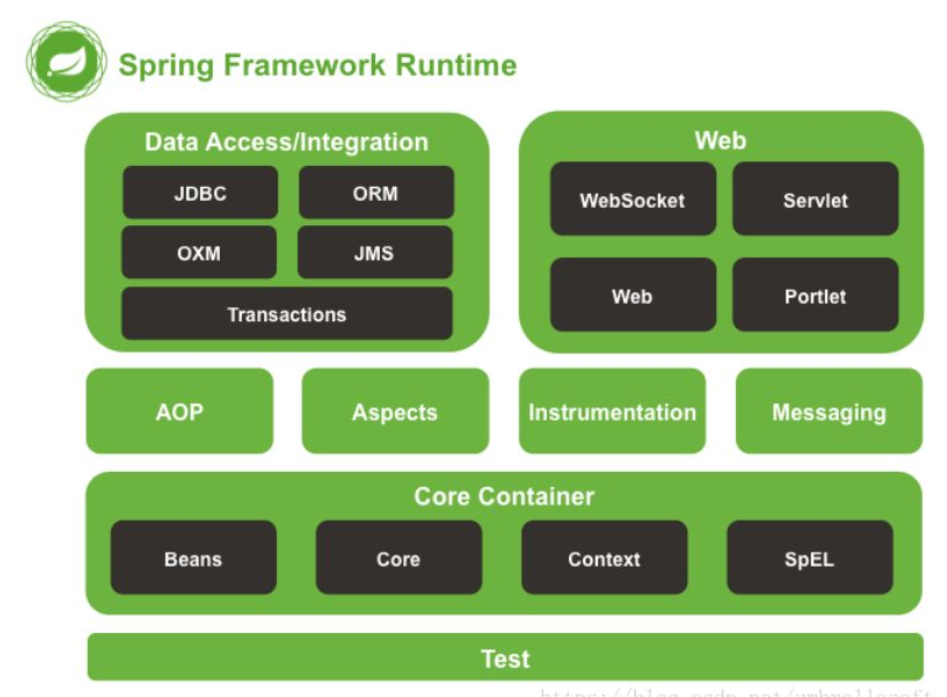 Spring Framework Runtime
Data Access/Integration
JDBC
ORM
OXM
JMS
Transactions
Web
WebSocket
Servlet
Web
Portlet
AOP
Aspects
Instrumentation
Messaging
Core Container
Beans
Core
Context
SpEL
Test